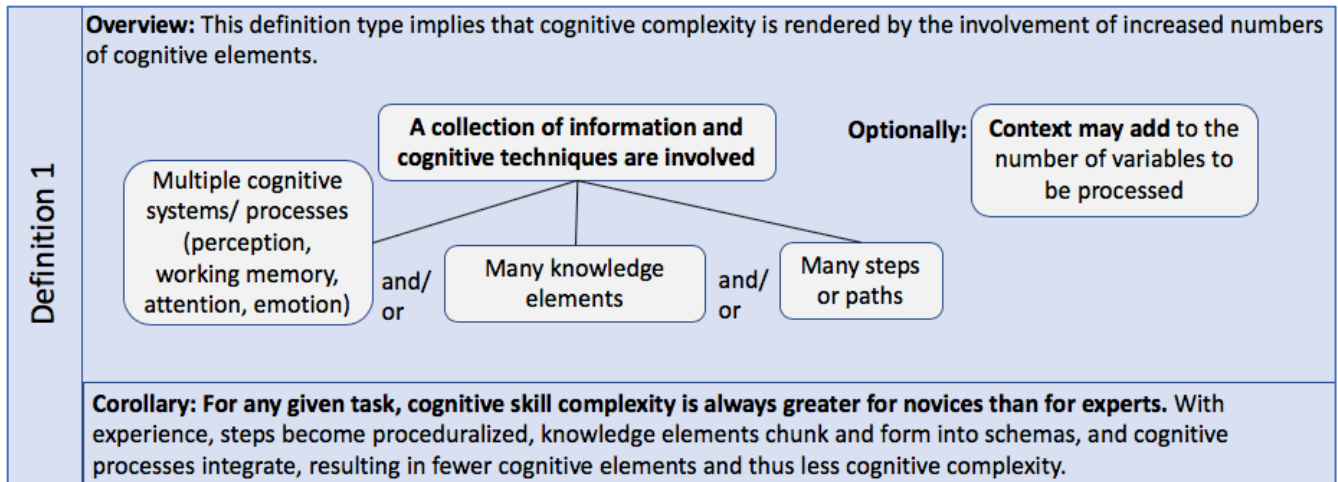 Definition 1
Overview: This definition type implies that cognitive complexity is rendered by the involvement of increased numbers
of cognitive elements.
A collection of information and
cognitive techniques are involved
Optionally:
Context may add to the
number of variables to
be processed
Multiple cognitive
systems/ processes
(perception,
working memory,
attention, emotion)
and/
or
Many knowledge
elements
and/
or
Many steps
or paths
Corollary: For any given task, cognitive skill complexity is always greater for novices than for experts. With
experience, steps become proceduralized, knowledge elements chunk and form into schemas, and cognitive
processes integrate, resulting in fewer cognitive elements and thus less cognitive complexity.